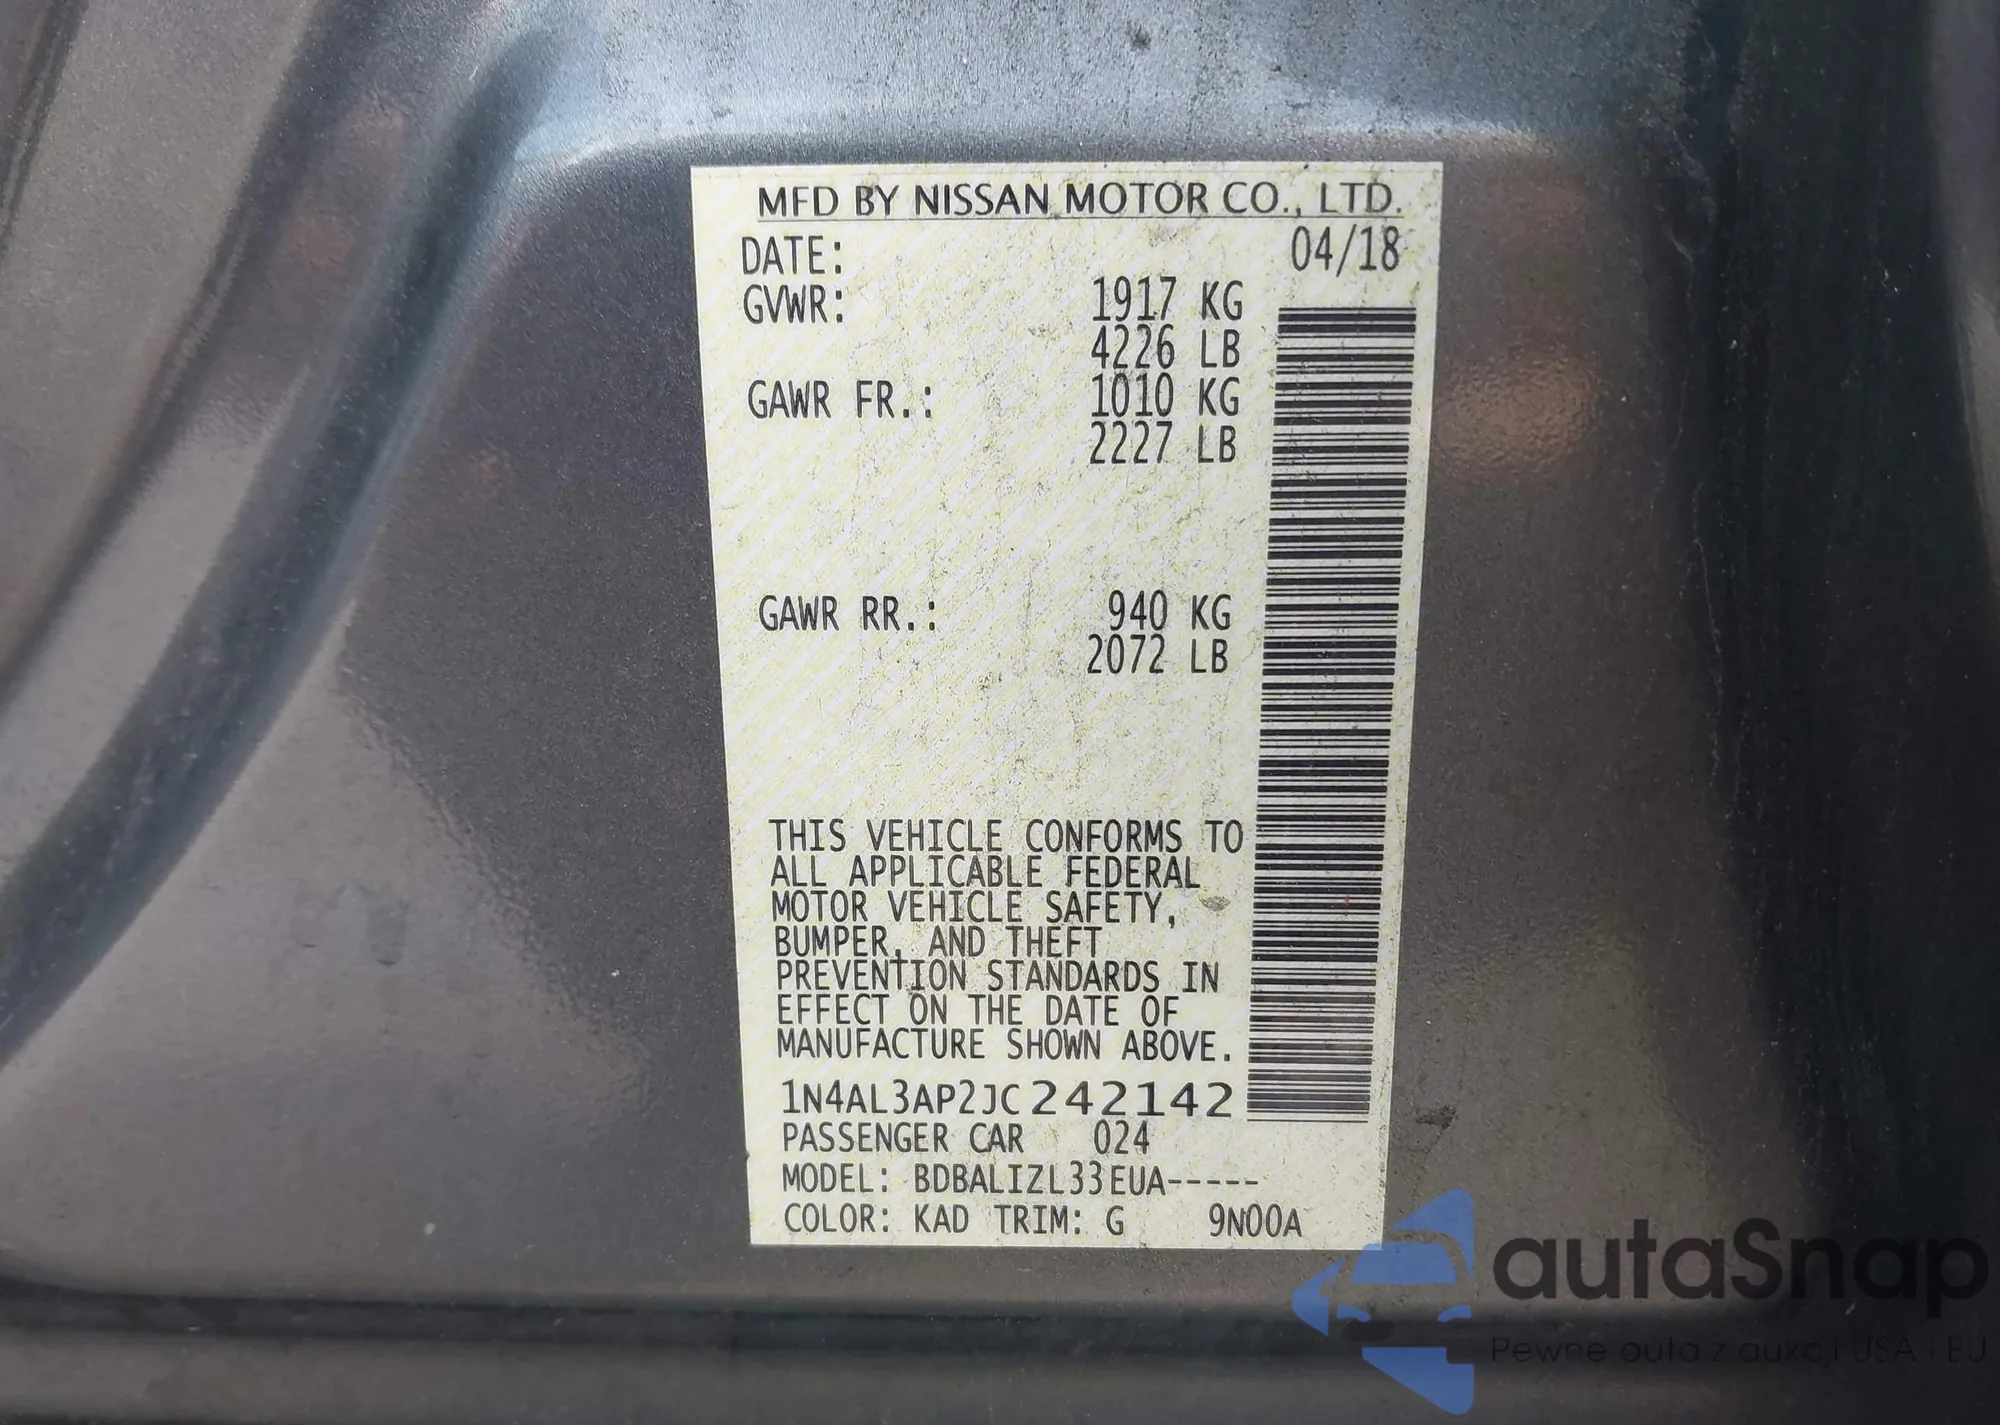 MFD BY NISSAN MOTOR CO., LTD.
DATE: 04/18
GVWR: 1917 KG
4226 LB
GAWR FR.: 1010 KG
2227 LB
GAWR RR.: 940 KG
2072 LB
THIS VEHICLE CONFORMS TO
ALL APPLICABLE FEDERAL
MOTOR VEHICLE SAFETY,
BUMPER, AND THEFT
PREVENTION STANDARDS IN
EFFECT ON THE DATE OF
MANUFACTURE SHOWN ABOVE.
1N4AL3AP2JC242142
PASSENGER CAR 024
MODEL: BDBALIZL33EUA-----
COLOR: KAD TRIM: G 9N00A
autaSnap
Pewne auta z aukcji USA i EU